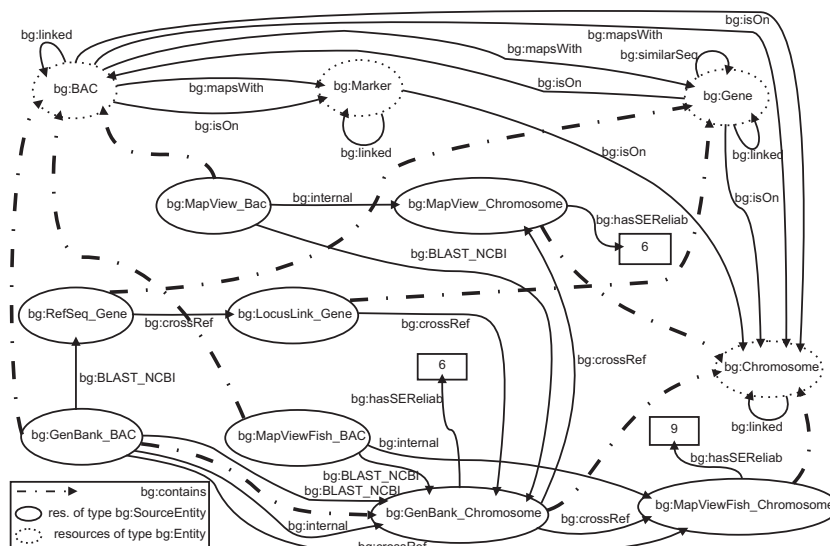 bg:isOn
bg:linked
bg:mapsWith
bg:mapsWith
bg:similarSeq
bg:BAC
bg:mapsWith
bg:Marker
bg:isOn
bg:Gene
bg:isOn
bg:linked
bg:isOn
bg:linked
bg:isOn
bg:MapView_Bac
bg:internal
bg:MapView_Chromosome
bg:hasSEReliab
6
bg:BLAST_NCBI
bg:RefSeq_Gene
bg:crossRef
bg:LocusLink_Gene
bg:crossRef
bg:crossRef
6
bg:Chromosome
bg:BLAST_NCBI
bg:hasSEReliab
bg:linked
9
bg:GenBank_BAC
bg:MapViewFish_BAC
bg:internal
bg:hasSEReliab
bg:BLAST_NCBI
bg:BLAST_NCBI
bg:contains
res. of type bg:SourceEntity
resources of type bg:Entity
bg:internal
bg:GenBank_Chromosome
bg:crossRef
bg:MapViewFish_Chromosome
bg:crossRef